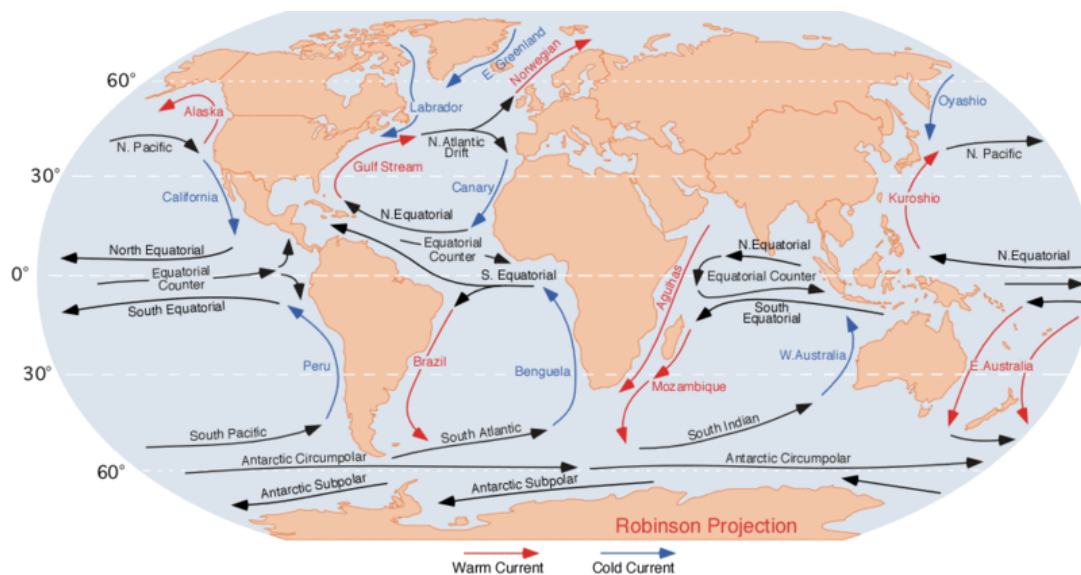 E. Greenland
Norwegian
60°
Alaska
Labrador
Oyashio
N. Pacific
N.Atlantic
Drift
N. Pacific
Gulf Stream
30°
California
Canary
Kuroshio
N.Equatorial
North Equatorial
Equatorial
Counter
N.Equatorial
N.Equatorial
0°
Equatorial
Counter
S. Equatorial
Agulhas
Equatorial Counter
South Equatorial
South
Equatorial
Peru
Brazil
Benguela
W.Australia
E.Australia
30°
Mozambique
South Pacific
South Atlantic
South Indian
60°
Antarctic Circumpolar
Antarctic Circumpolar
Antarctic Subpolar
Antarctic Subpolar
Robinson Projection
Warm Current
Cold Current